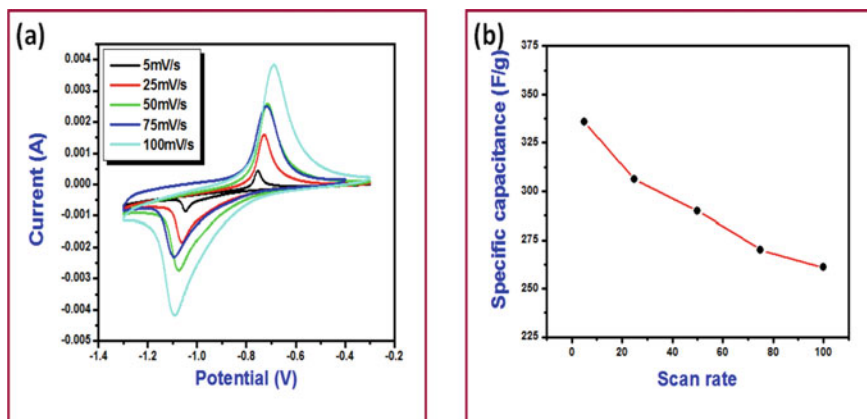 (a)
Current (A)
0.004
0.003
0.002
0.001
0.000
-0.001
-0.002
-0.003
-0.004
-0.005
5mV/s
25mV/s
50mV/s
75mV/s
100mV/s
-1.4 -1.2 -1.0 -0.8 -0.6 -0.4 -0.2
Potential (V)
(b)
Specific capacitance (F/g)
375
350
325
300
275
250
225
0 20 40 60 80 100
Scan rate